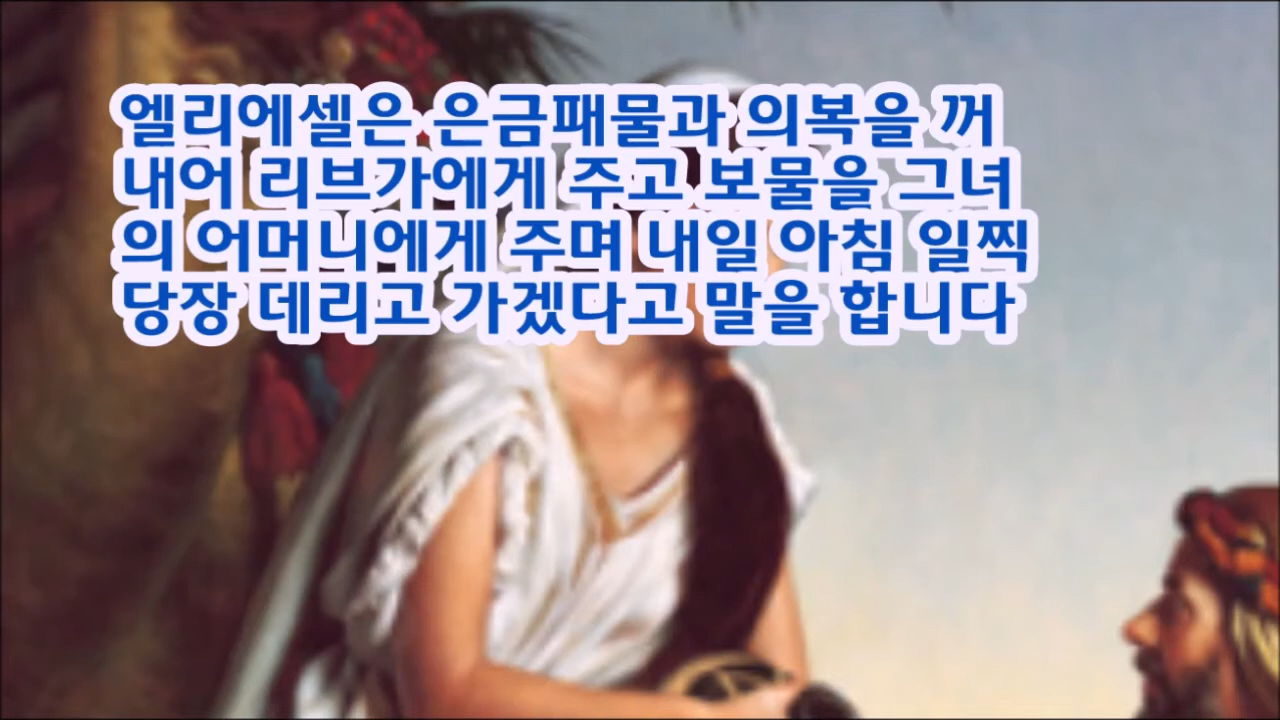 엘리에셀은 은금패물과 의복을 꺼
내어 리브가에게 주고 보물을 그녀
의 어머니에게 주며 내일 아침 일찍
당장 데리고 가겠다고 말을 합니다